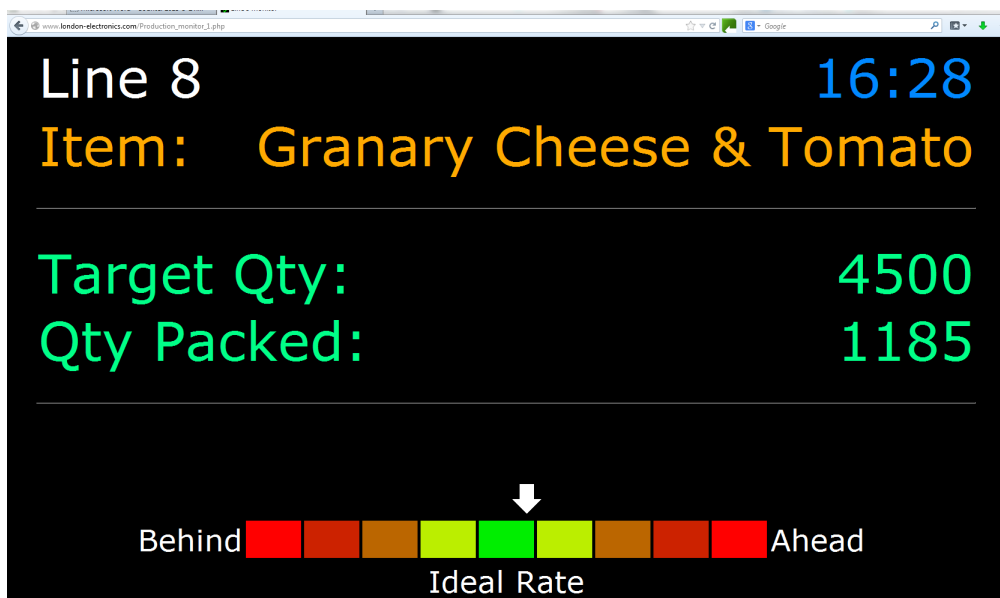 www.london-electronics.com/Production_monitor_1.php
Google
Line 8 16:28
Item: Granary Cheese & Tomato
Target Qty: 4500
Qty Packed: 1185
Behind Ahead
Ideal Rate